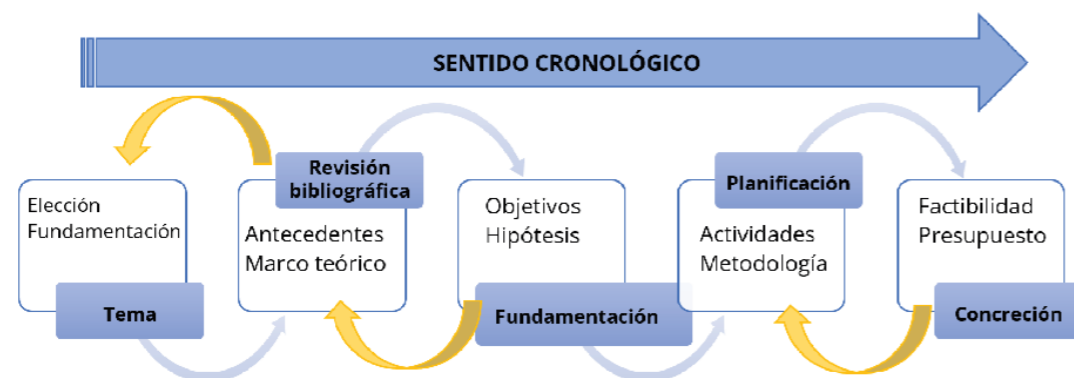 SENTIDO CRONOLÓGICO
Elección
Fundamentación
Tema
Revisión
bibliográfica
Antecedentes
Marco teórico
Objetivos
Hipótesis
Fundamentación
Planificación
Actividades
Metodología
Factibilidad
Presupuesto
Concreción